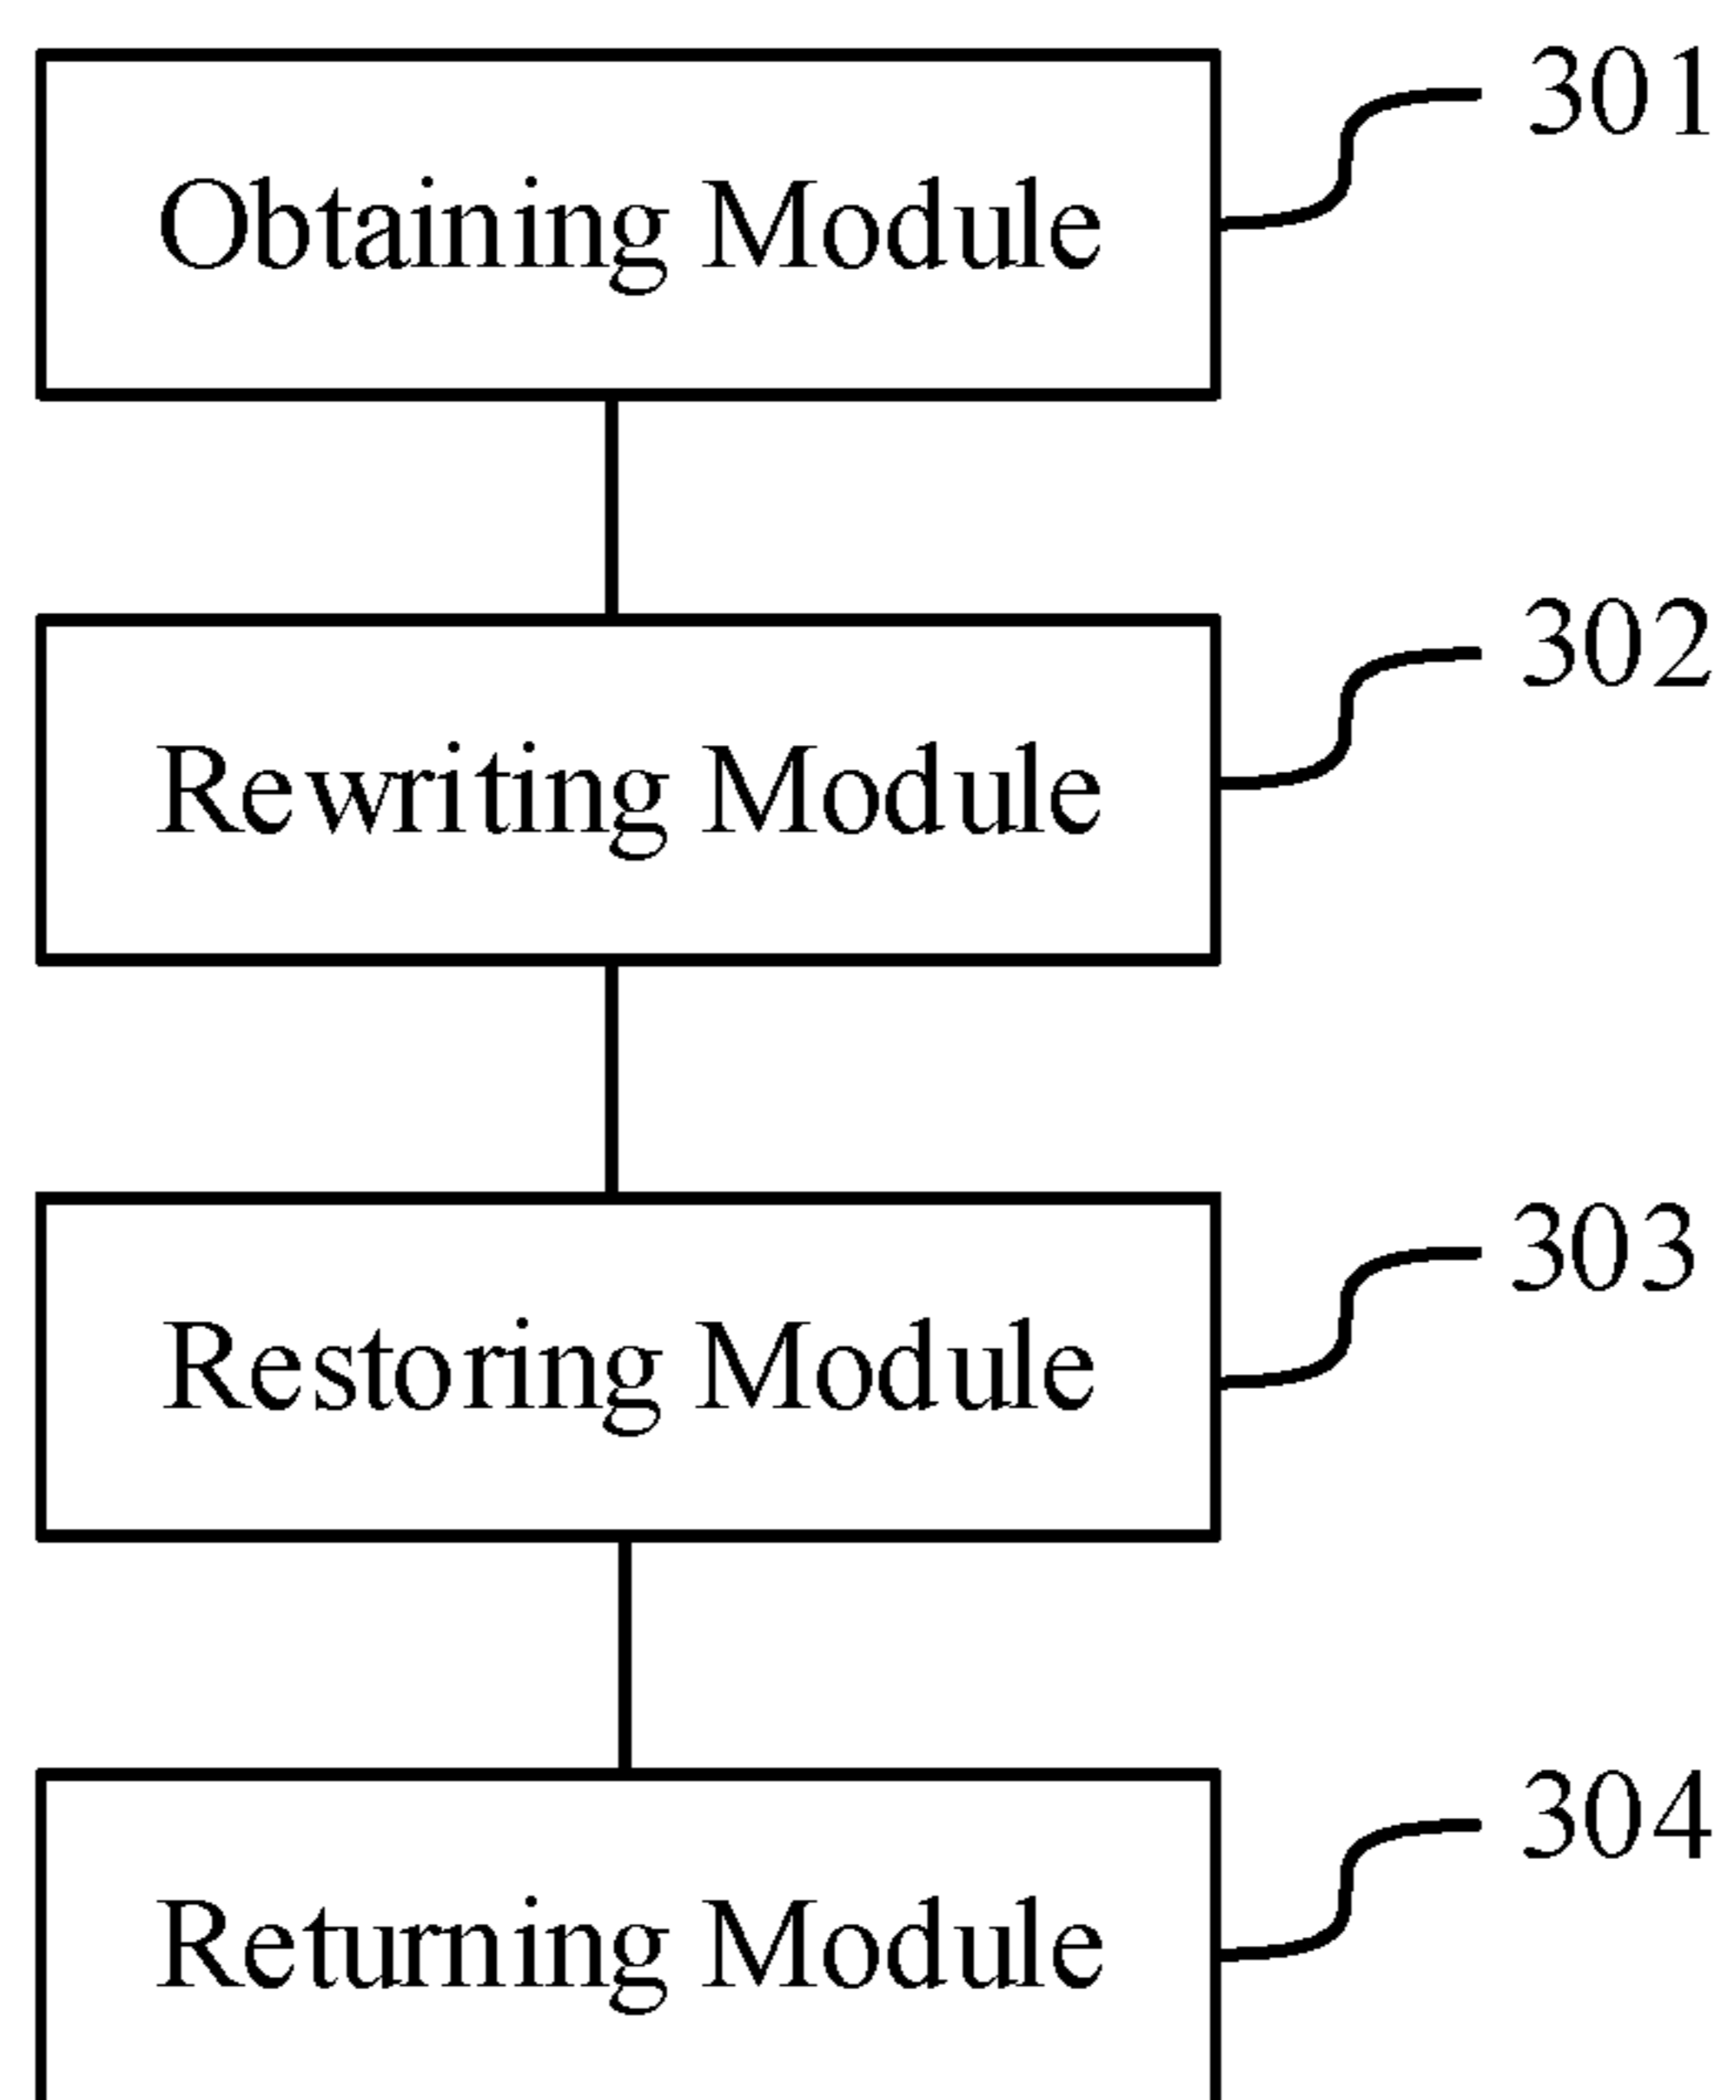 301
Obtaining Module
302
Rewriting Module
303
Restoring Module
304
Returning Module